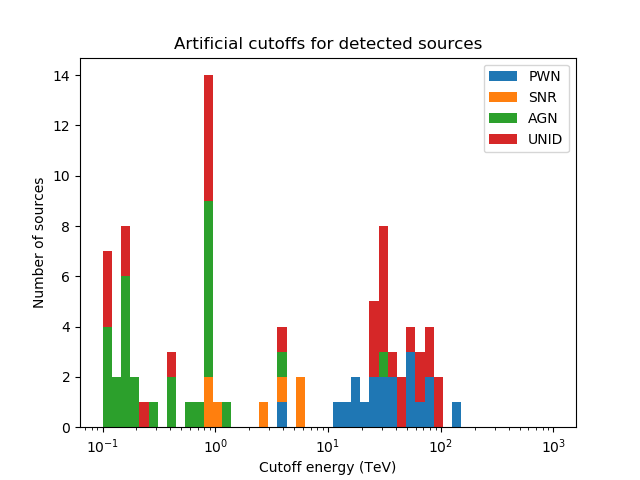 Artificial cutoffs for detected sources
Number of sources
14
12
10
8
6
4
2
0
PWN
SNR
AGN
UNID
10⁻¹
10⁰
10¹
10²
10³
Cutoff energy (TeV)